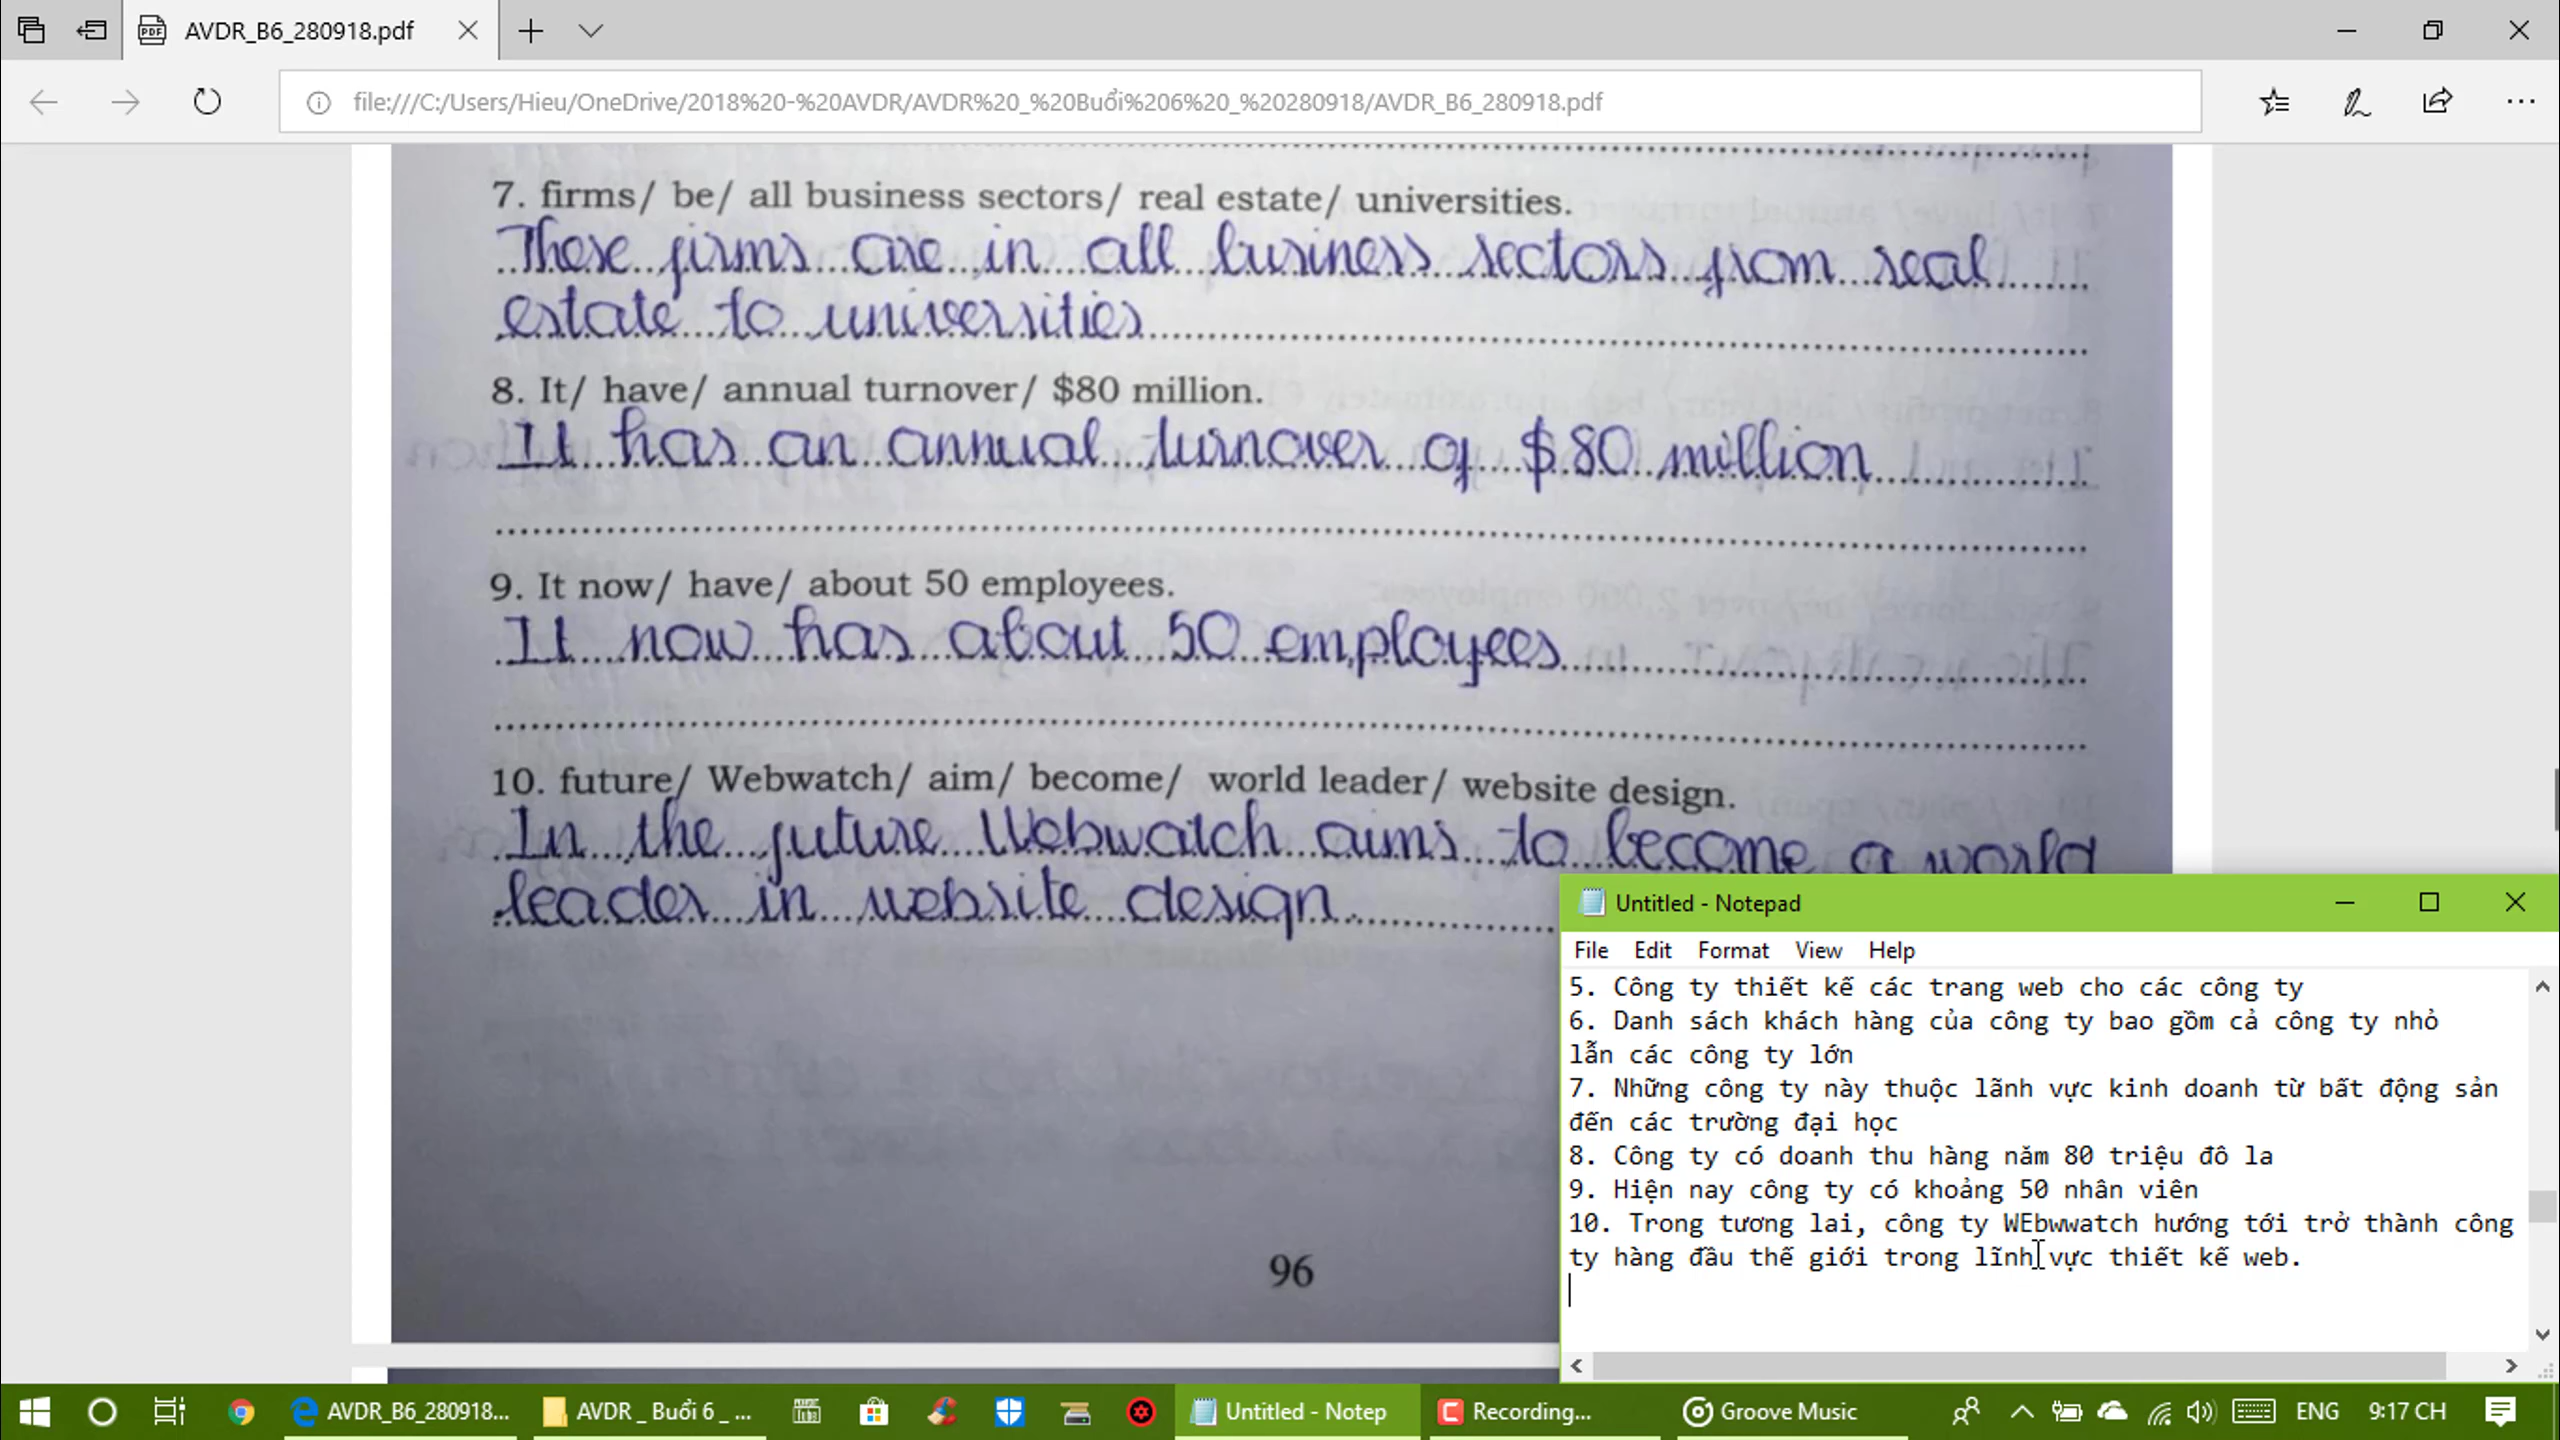 AVDR_B6_280918.pdf
file:///C:/Users/Hieu/OneDrive/2018%20-%20AVDR/AVDR%20_%20Buổi%206%20_%20280918/AVDR_B6_280918.pdf
7. firms/ be/ all business sectors/ real estate/ universities.
These firms are in all business sectors from real
estate to universities
8. It/ have/ annual turnover/ $80 million.
It has an annual turnover of $80 million
9. It now/ have/ about 50 employees.
It now has about 50 employees
10. future/ Webwatch/ aim/ become/ world leader/ website design.
In the future Webwatch aims to become a world
leader in website design.
96
Untitled - Notepad
File Edit Format View Help
5. Công ty thiết kế các trang web cho các công ty
6. Danh sách khách hàng của công ty bao gồm cả công ty nhỏ
lẫn các công ty lớn
7. Những công ty này thuộc lãnh vực kinh doanh từ bất động sản
đến các trường đại học
8. Công ty có doanh thu hàng năm 80 triệu đô la
9. Hiện nay công ty có khoảng 50 nhân viên
10. Trong tương lai, công ty WEbwwatch hướng tới trở thành công
ty hàng đầu thế giới trong lĩnh vực thiết kế web.
AVDR_B6_280918... AVDR _ Buổi 6 _ ... Untitled - Notep Recording... Groove Music ENG 9:17 CH